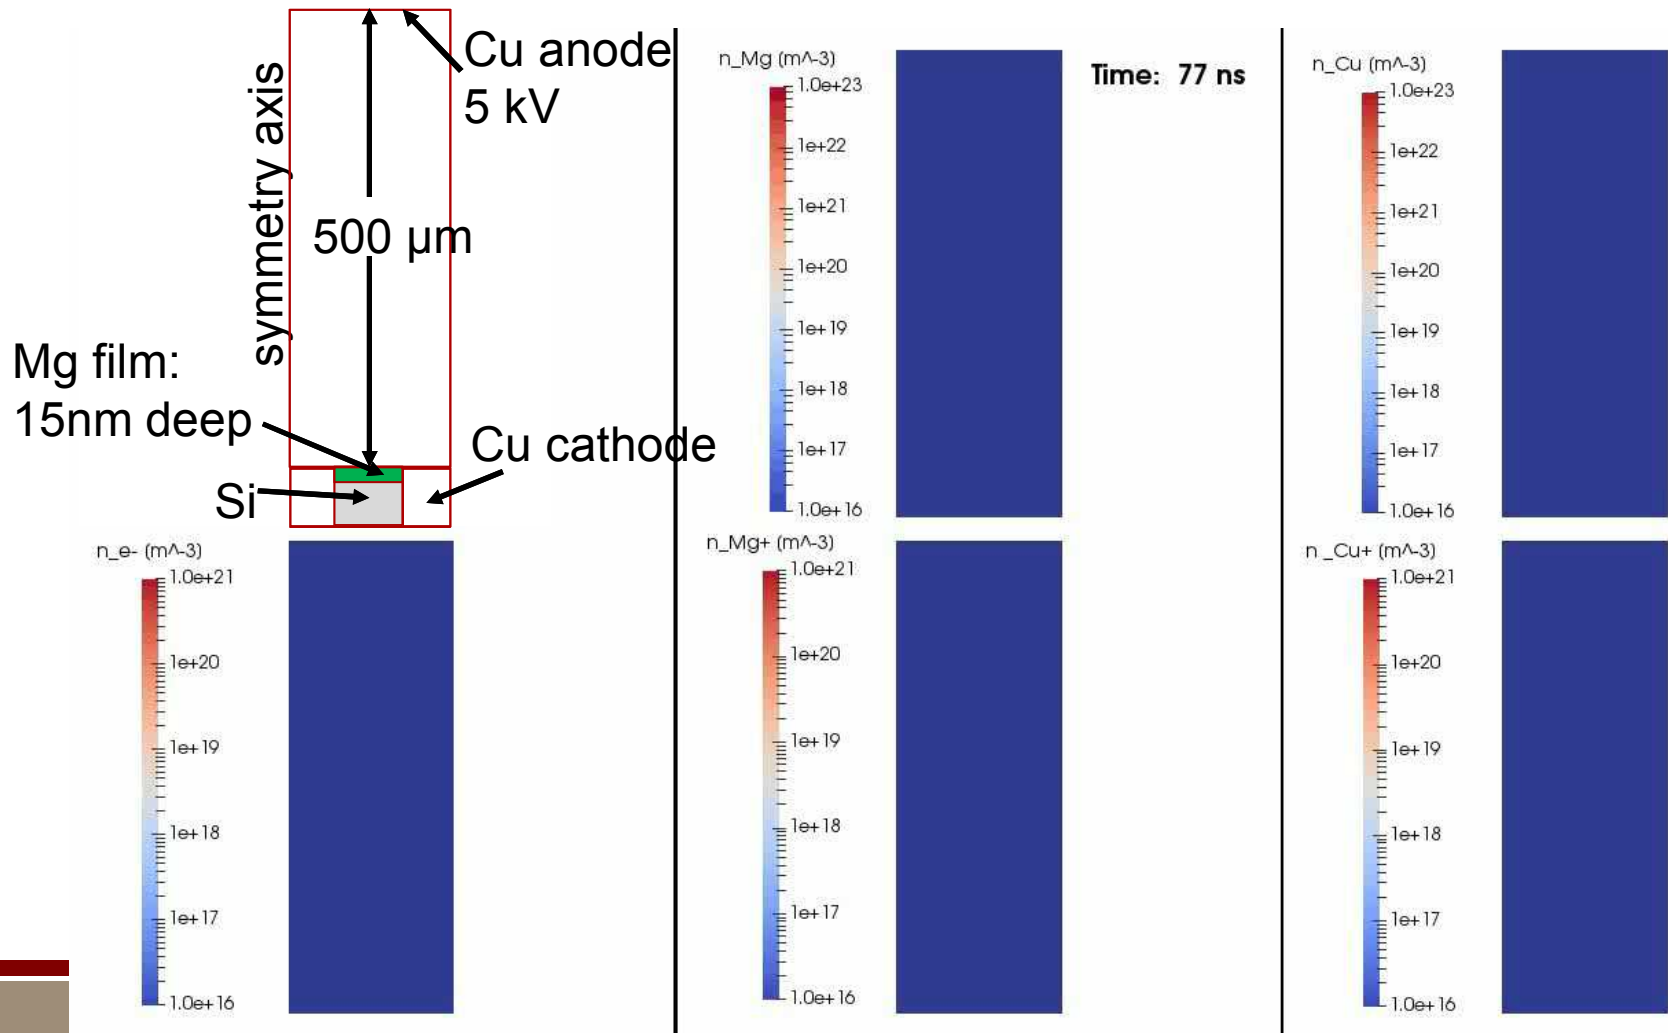 Cu anode
5 kV
symmetry axis
500 µm
Mg film:
15nm deep
Cu cathode
Si
n_e- (m^-3)
1.0e+21
1e+20
1e+19
1e+18
1e+17
1.0e+16
n_Mg (m^-3)
1.0e+23
1e+22
1e+21
1e+20
1e+19
1e+18
1e+17
1.0e+16
Time: 77 ns
n_Mg+ (m^-3)
1.0e+21
1e+20
1e+19
1e+18
1e+17
1.0e+16
n_Cu (m^-3)
1.0e+23
1e+22
1e+21
1e+20
1e+19
1e+18
1e+17
1.0e+16
n_Cu+ (m^-3)
1.0e+21
1e+20
1e+19
1e+18
1e+17
1.0e+16